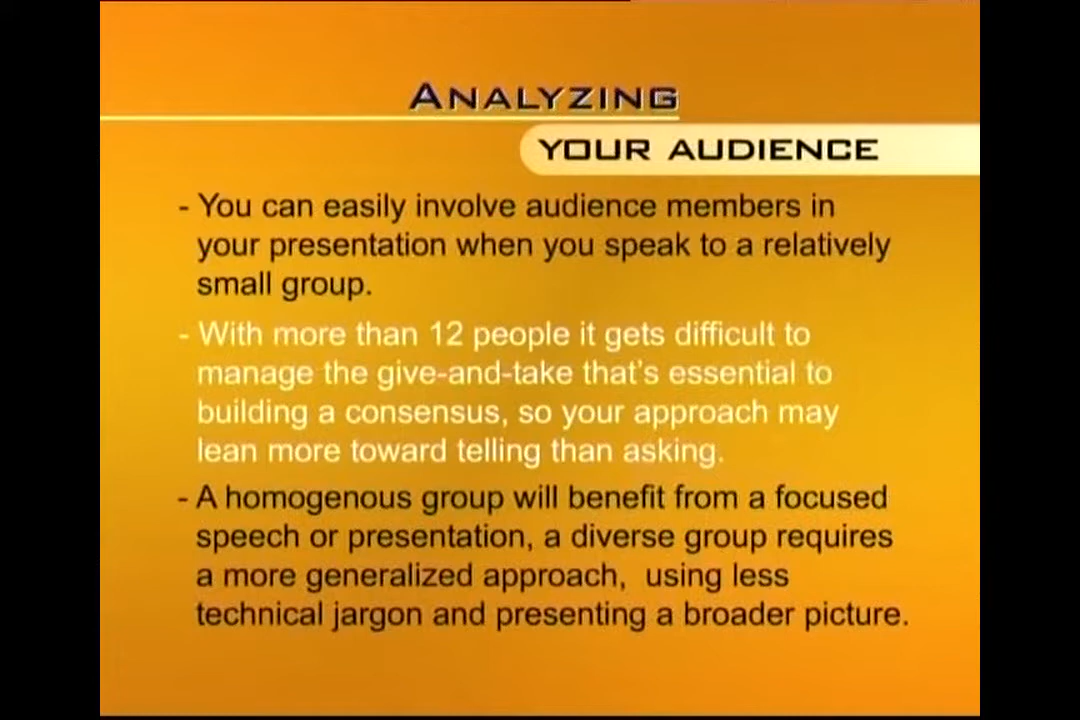 ANALYZING
YOUR AUDIENCE
- You can easily involve audience members in
your presentation when you speak to a relatively
small group.
- With more than 12 people it gets difficult to
manage the give-and-take that's essential to
building a consensus, so your approach may
lean more toward telling than asking.
- A homogenous group will benefit from a focused
speech or presentation, a diverse group requires
a more generalized approach,  using less
technical jargon and presenting a broader picture.